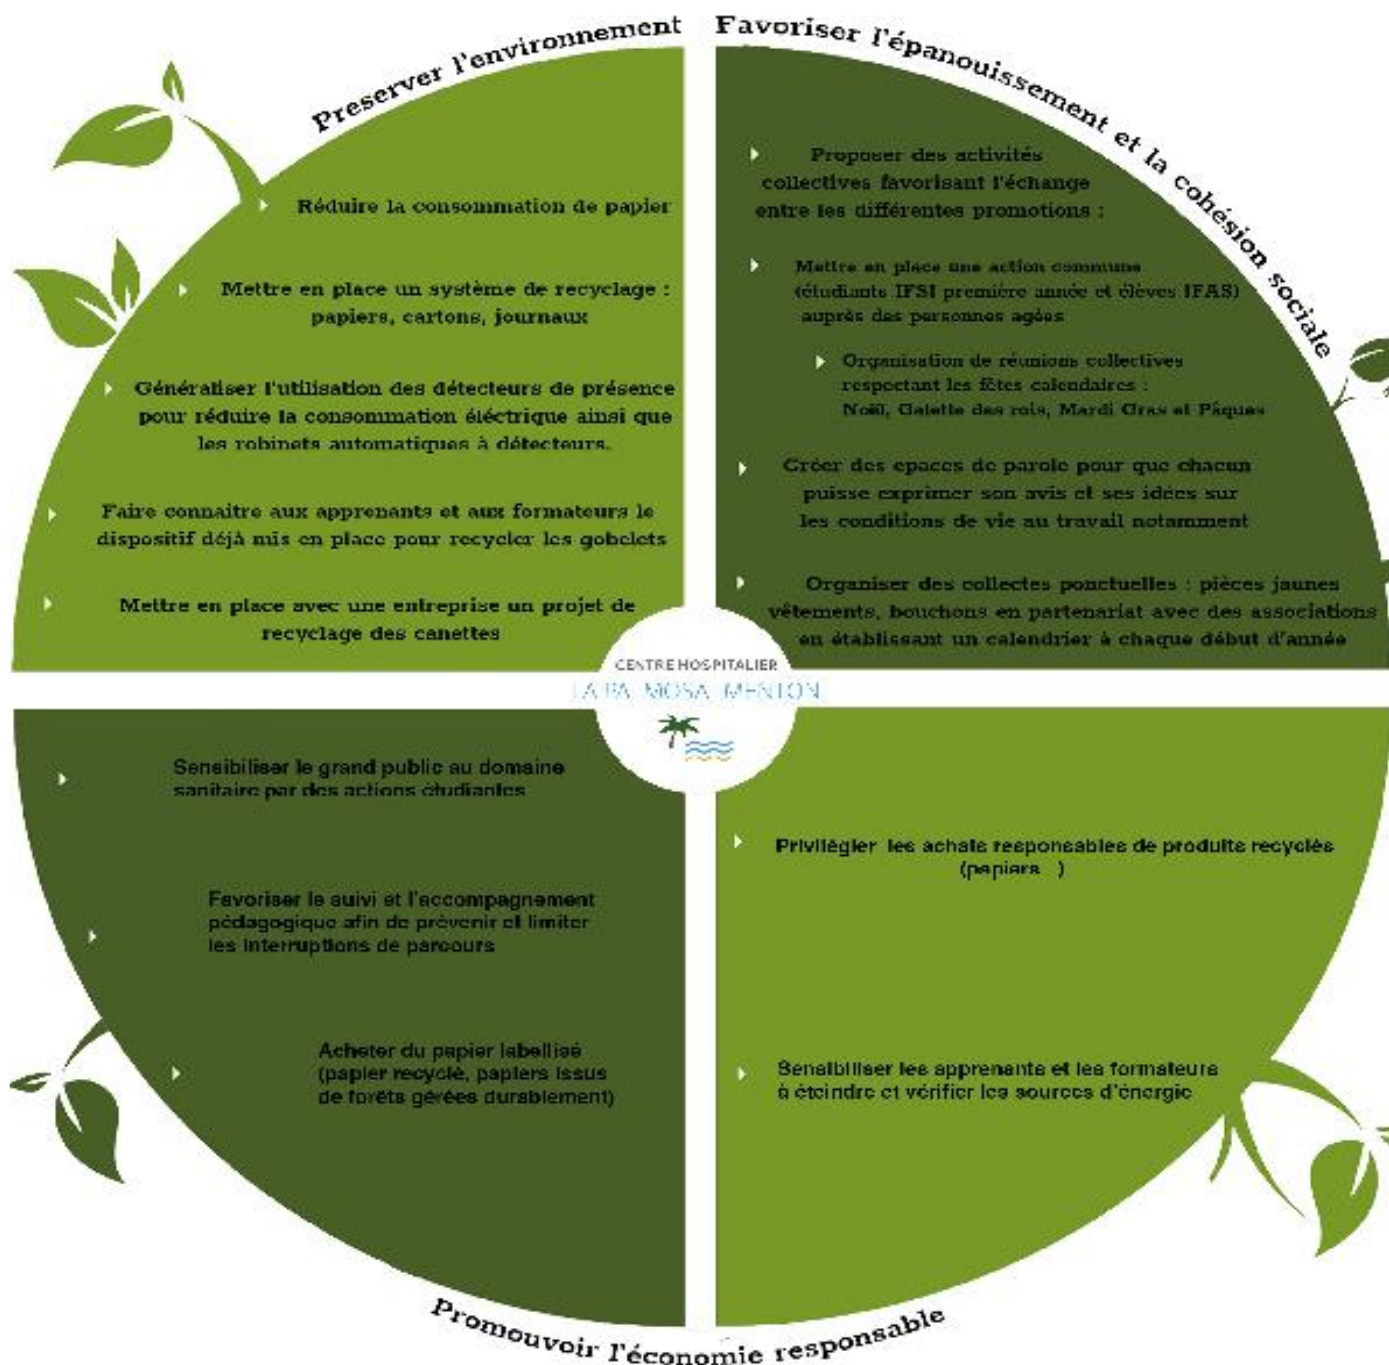 Preserver l'environnement
Réduire la consommation de papier
Mettre en place un système de recyclage :
papiers, cartons, journaux
Généraliser l'utilisation des détecteurs de présence
pour réduire la consommation éléctrique ainsi que
les robinets automatiques à détecteurs.
Faire connaitre aux apprenants et aux formateurs le
dispositif déjà mis en place pour recycler les gobelets
Mettre en place avec une entreprise un projet de
recyclage des canettes
Favoriser l'épanouissement et la cohésion sociale
Proposer des activités
collectives favorisant l'échange
entre les différentes promotions :
Mettre en place une action commune
(étudiants IFSI première année et élèves IFAS)
auprès des personnes agées
Organisation de réunions collectives
respectant les fêtes calendaires :
Noël, Galette des rois, Mardi Gras et Pâques
Créer des epaces de parole pour que chacun
puisse exprimer son avis et ses idées sur
les conditions de vie au travail notamment
Organiser des collectes ponctuelles : pièces jaunes
vêtements, bouchons en partenariat avec des associations
en établissant un calendrier à chaque début d'année
CENTRE HOSPITALIER
LA PALMOSA MENTON
Sensibiliser le grand public au domaine
sanitaire par des actions étudiantes
Favoriser le suivi et l'accompagnement
pédagogique afin de prévenir et limiter
les interruptions de parcours
Acheter du papier labellisé
(papier recyclé, papiers issus
de forêts gérées durablement)
Privilégier les achats responsables de produits recyclés
(papiers...)
Sensibiliser les apprenants et les formateurs
à éteindre et vérifier les sources d'énergie
Promouvoir l'économie responsable